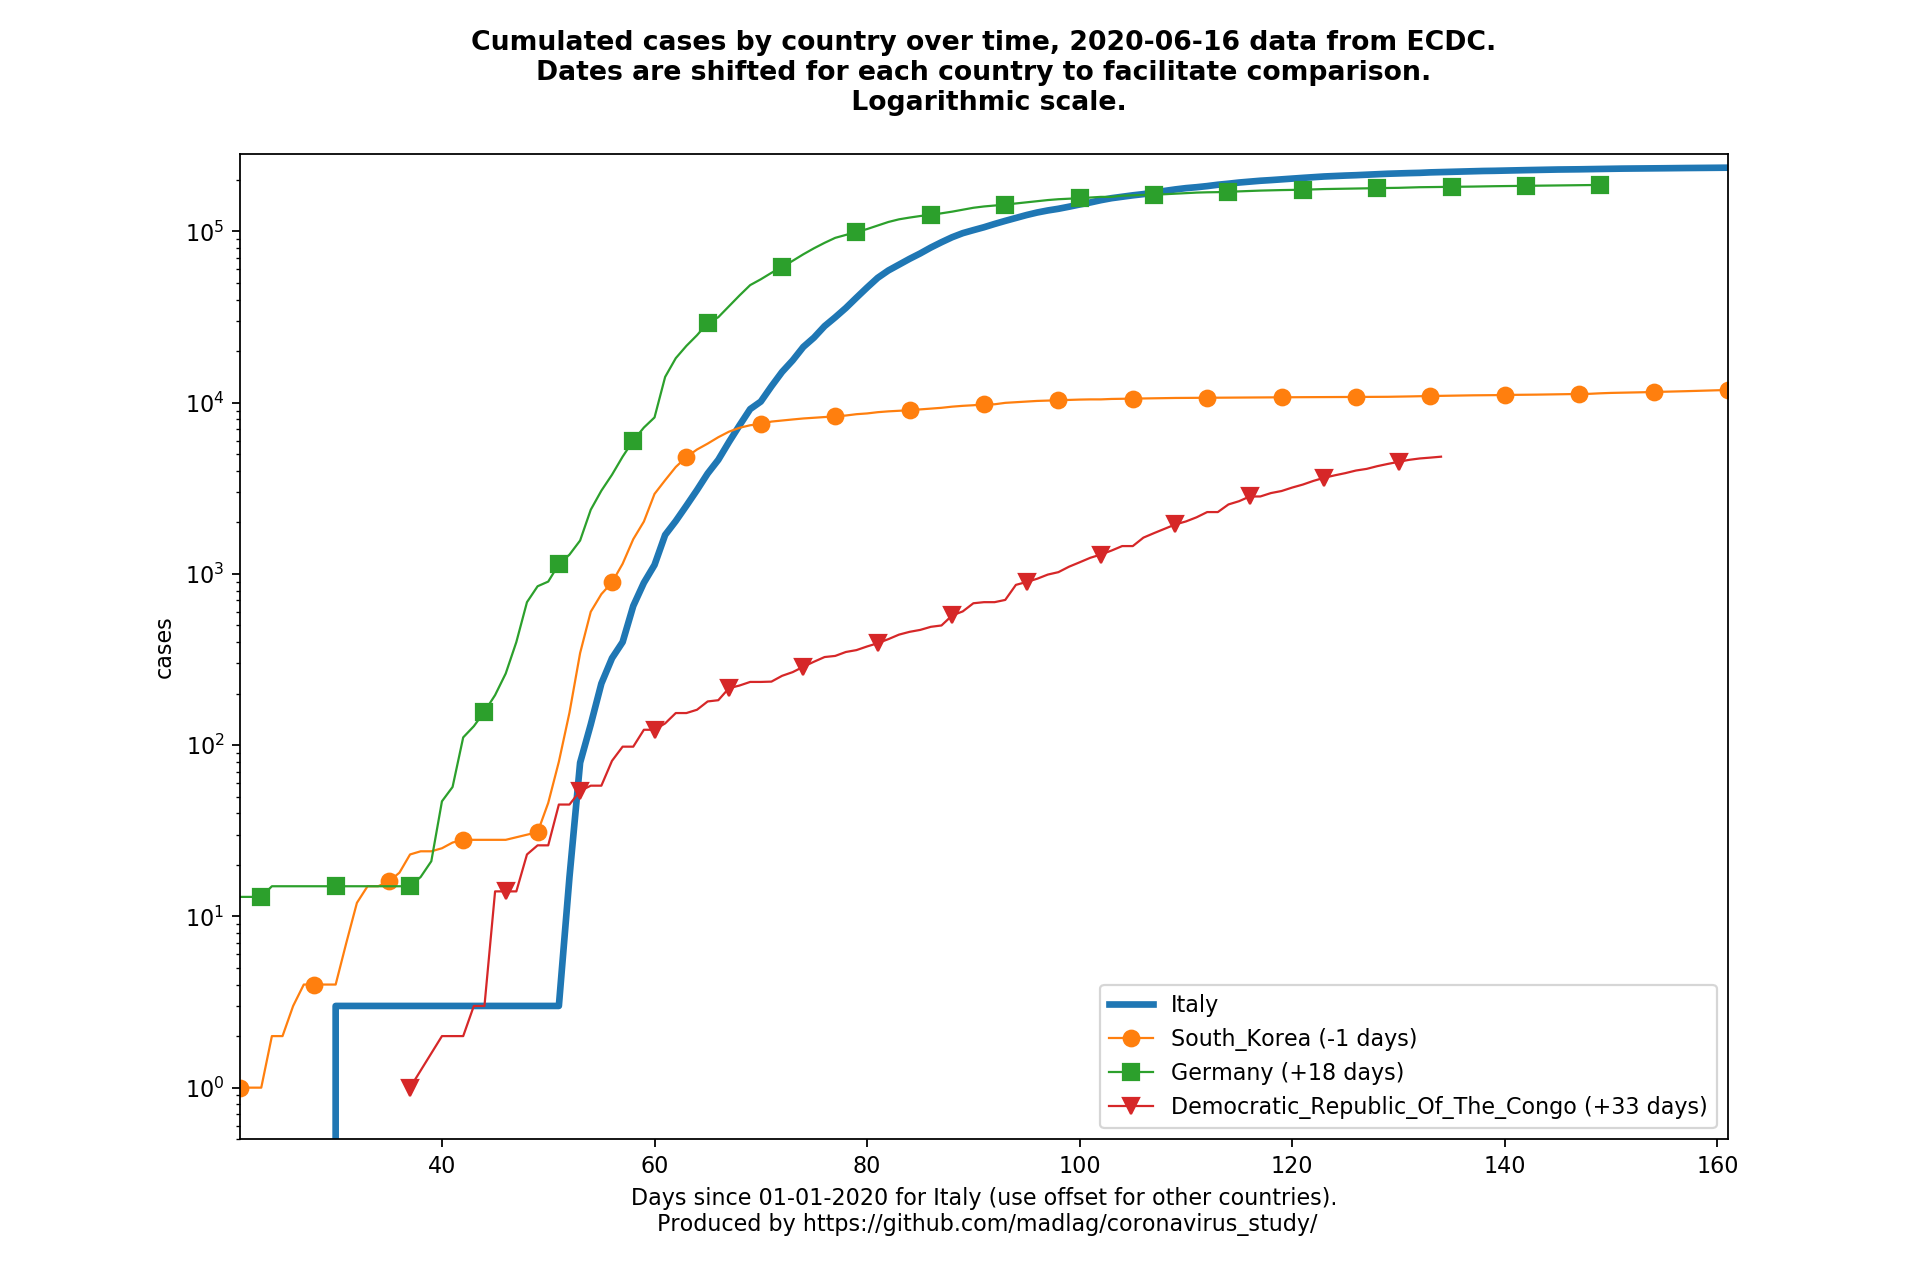 Cumulated cases by country over time, 2020-06-16 data from ECDC.
Dates are shifted for each country to facilitate comparison.
Logarithmic scale.
10^5
10^4
10^3
10^2
10^1
10^0
cases
Italy
South_Korea (-1 days)
Germany (+18 days)
Democratic_Republic_Of_The_Congo (+33 days)
40 60 80 100 120 140 160
Days since 01-01-2020 for Italy (use offset for other countries).
Produced by https://github.com/madlag/coronavirus_study/